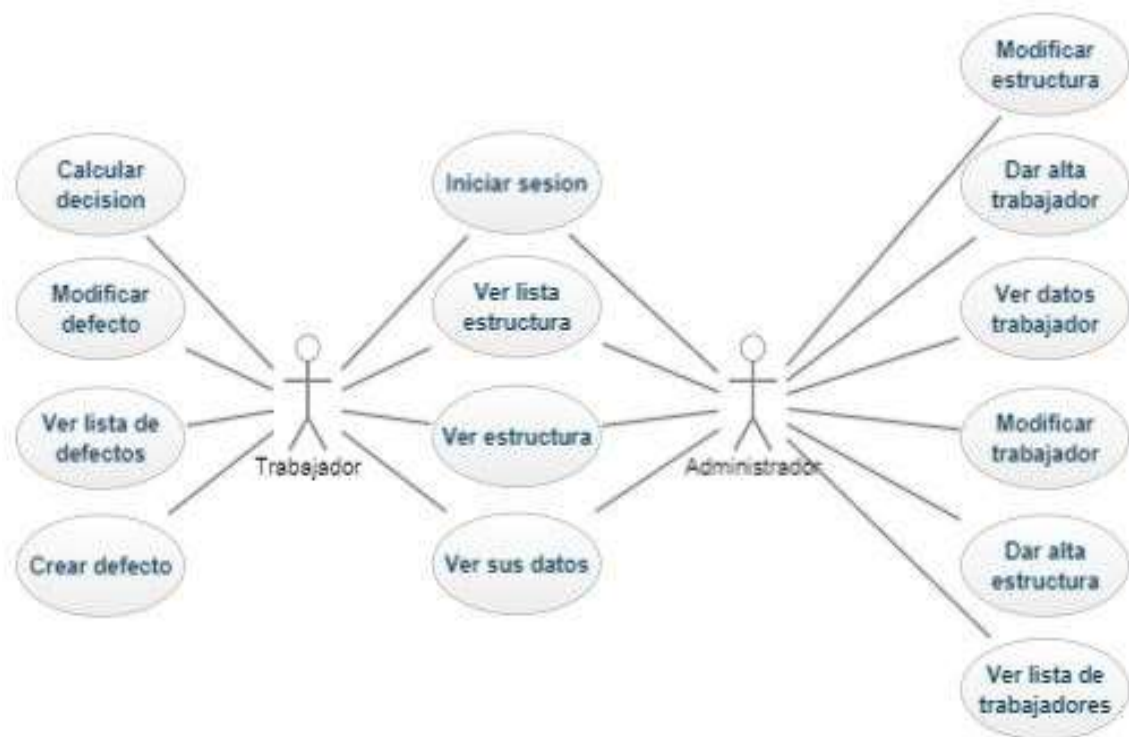 Calcular
decision
Modificar
defecto
Ver lista de
defectos
Crear defecto
Trabajador
Iniciar sesion
Ver lista
estructura
Ver estructura
Ver sus datos
Administrador
Modificar
estructura
Dar alta
trabajador
Ver datos
trabajador
Modificar
trabajador
Dar alta
estructura
Ver lista de
trabajadores